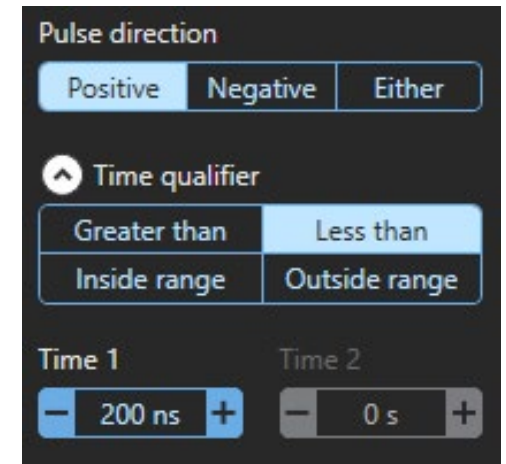 Pulse direction
Positive Negative Either
Time qualifier
Greater than Less than
Inside range Outside range
Time 1 Time 2
− 200 ns + − 0 s +